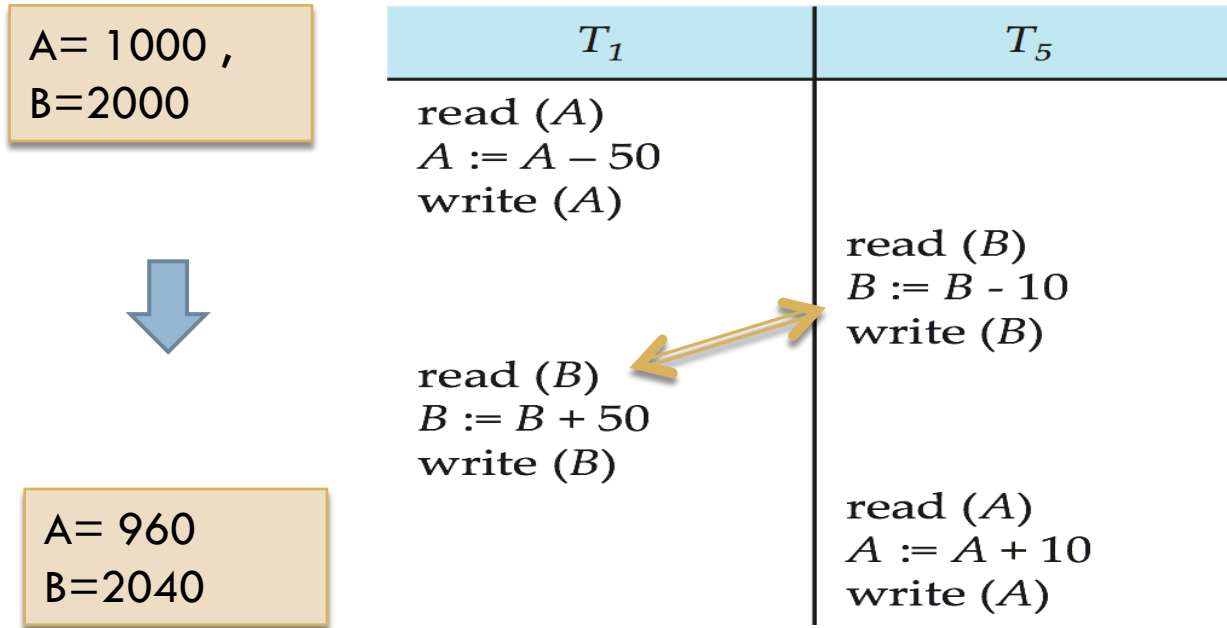 A= 1000 ,
B=2000
A= 960
B=2040
T1
T5
read (A)
A := A – 50
write (A)
read (B)
B := B - 10
write (B)
read (B)
B := B + 50
write (B)
read (A)
A := A + 10
write (A)